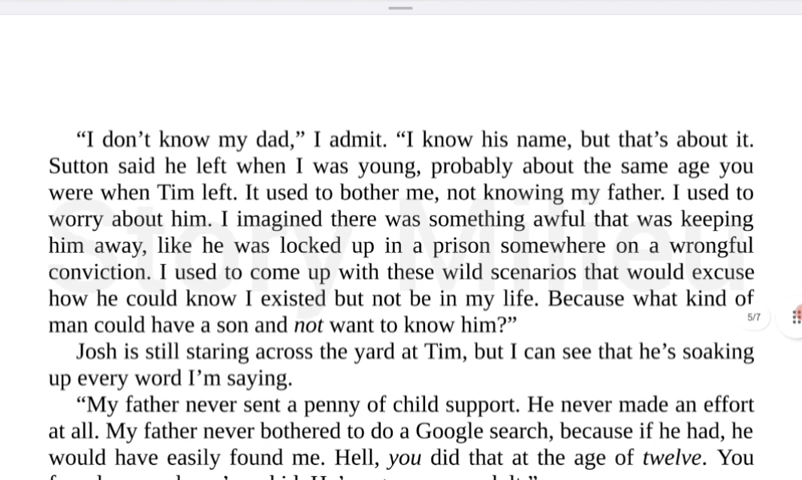 “I don’t know my dad,” I admit. “I know his name, but that’s about it.
Sutton said he left when I was young, probably about the same age you
were when Tim left. It used to bother me, not knowing my father. I used to
worry about him. I imagined there was something awful that was keeping
him away, like he was locked up in a prison somewhere on a wrongful
conviction. I used to come up with these wild scenarios that would excuse
how he could know I existed but not be in my life. Because what kind of
man could have a son and not want to know him?”
5/7
Josh is still staring across the yard at Tim, but I can see that he’s soaking
up every word I’m saying.
“My father never sent a penny of child support. He never made an effort
at all. My father never bothered to do a Google search, because if he had, he
would have easily found me. Hell, you did that at the age of twelve. You